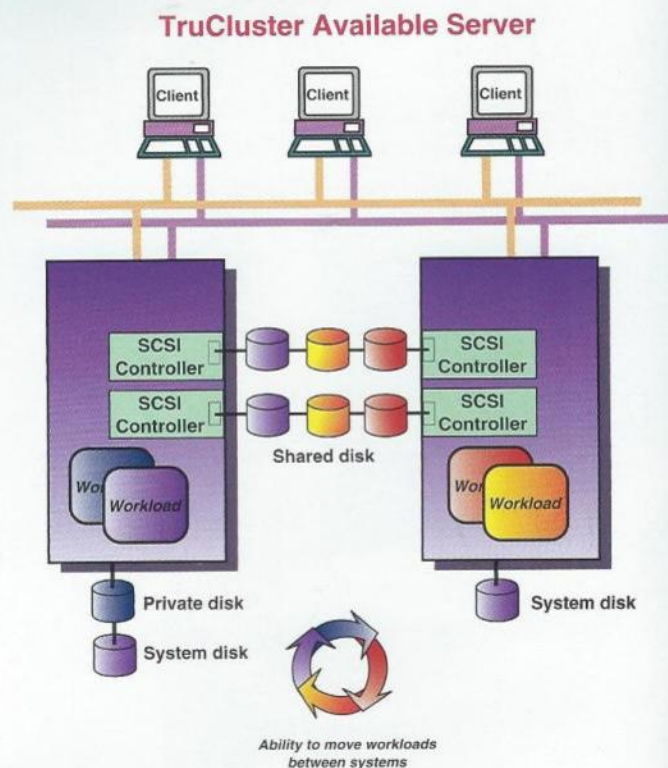 TruCluster Available Server
Client
Client
Client
SCSI
Controller
SCSI
Controller
SCSI
Controller
SCSI
Controller
Shared disk
Workload
Workload
Private disk
System disk
System disk
Ability to move workloads
between systems